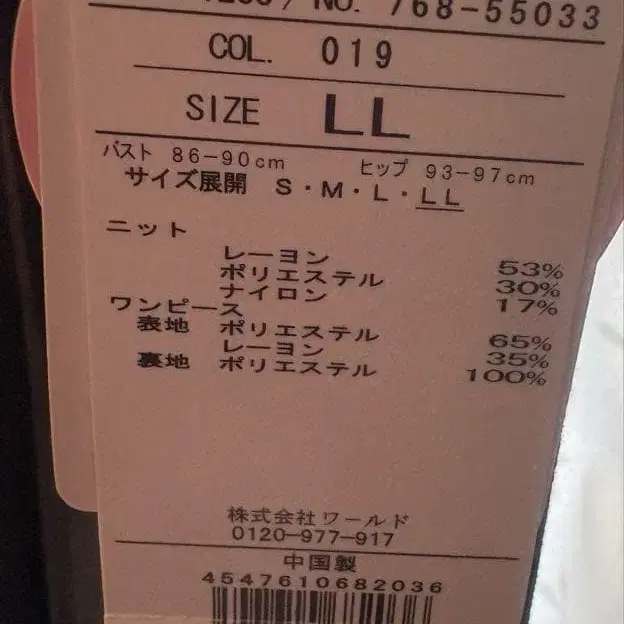 NO. 768-55033
COL. 019
SIZE LL
バスト 86-90cm ヒップ 93-97cm
サイズ展開 S・M・L・LL
ニット
レーヨン 53%
ポリエステル 30%
ナイロン 17%
ワンピース
表地 ポリエステル 65%
レーヨン 35%
裏地 ポリエステル 100%
株式会社ワールド
0120-977-917
中国製
4547610682036